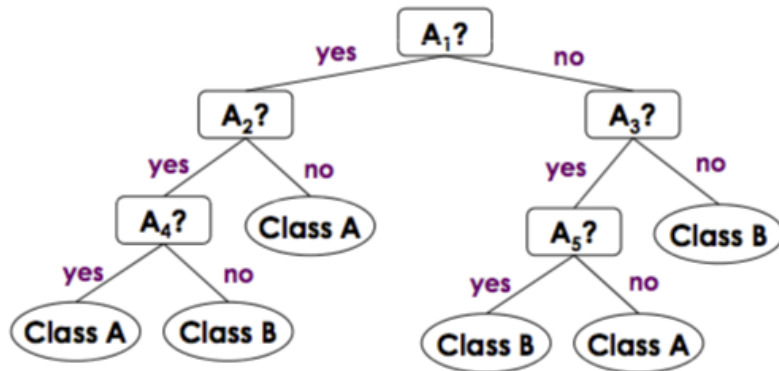 A₁?
yes
no
A₂?
A₃?
yes
no
yes
no
A₄?
Class A
A₅?
Class B
yes
no
yes
no
Class A
Class B
Class B
Class A